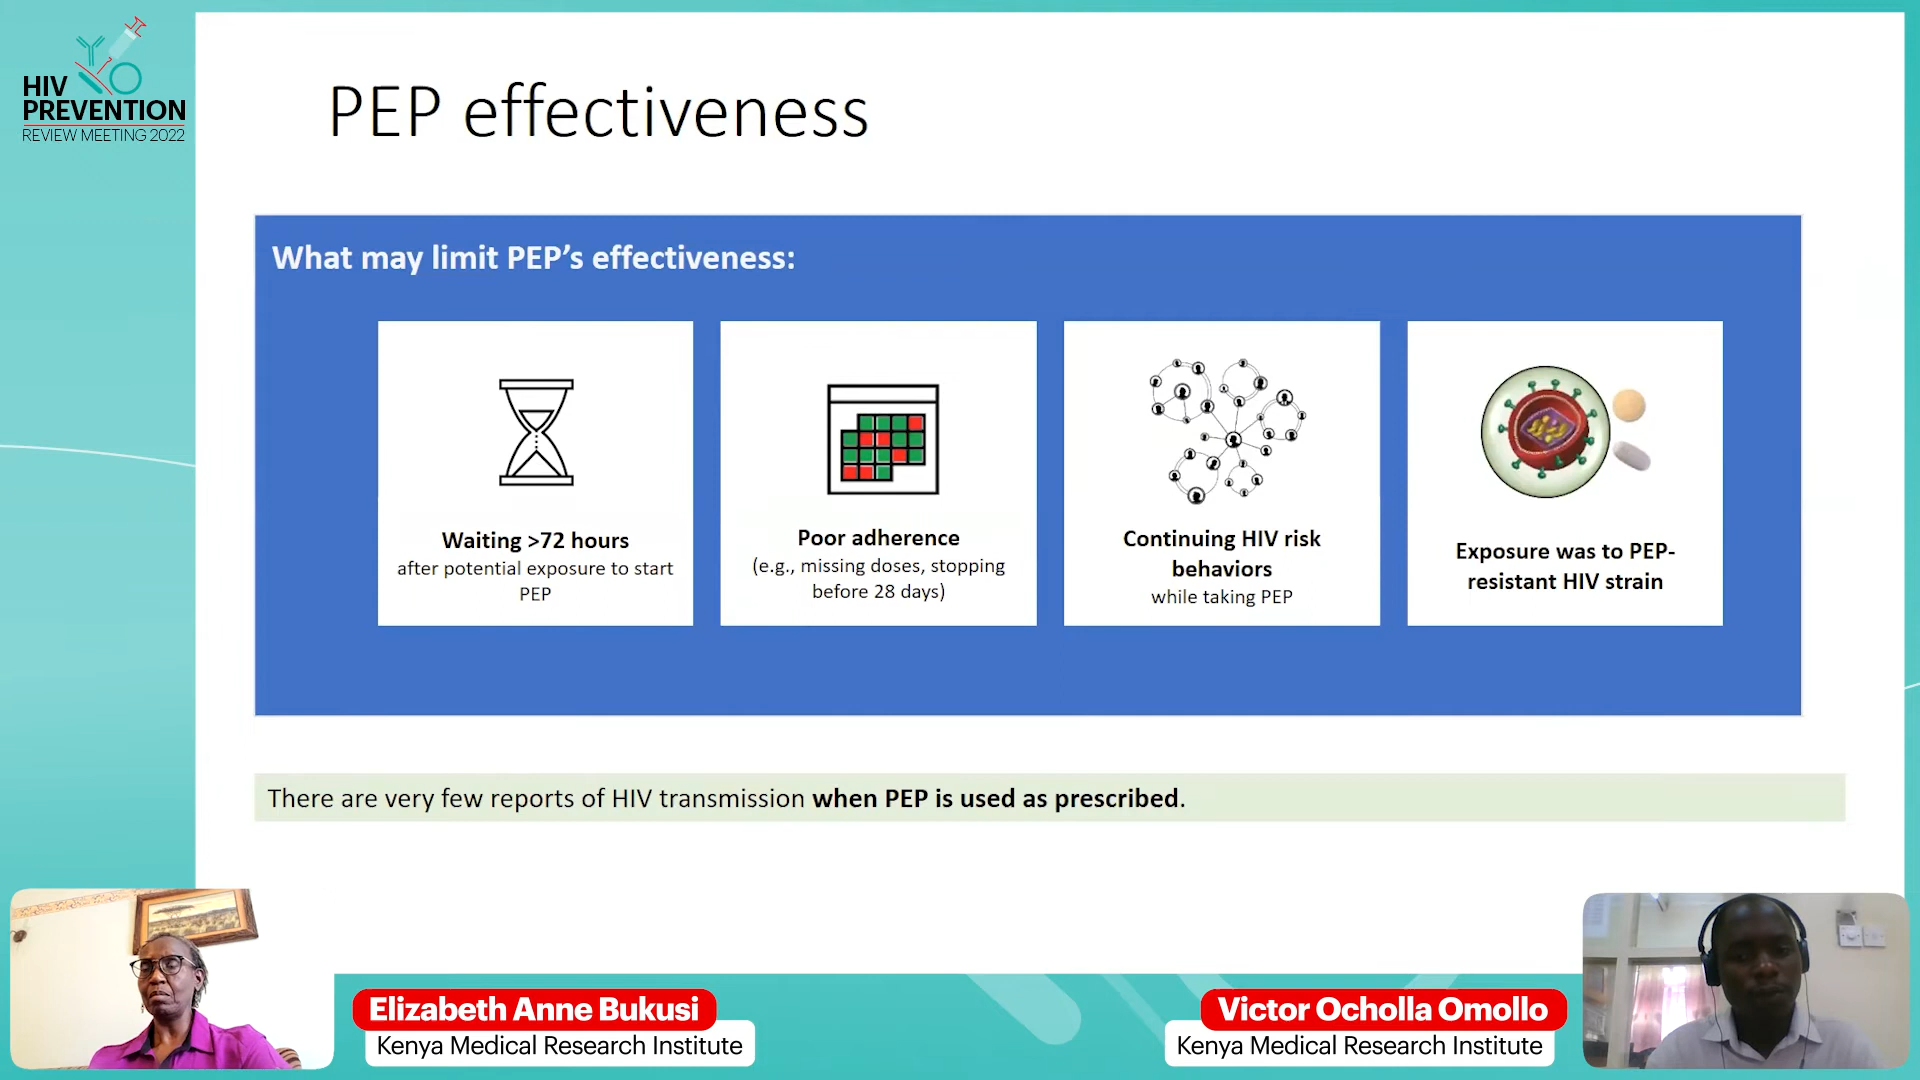 HIV
PREVENTION
REVIEW MEETING 2022
PEP effectiveness
What may limit PEP’s effectiveness:
Waiting >72 hours
after potential exposure to start
PEP
Poor adherence
(e.g., missing doses, stopping
before 28 days)
Continuing HIV risk
behaviors
while taking PEP
Exposure was to PEP-
resistant HIV strain
There are very few reports of HIV transmission when PEP is used as prescribed.
Elizabeth Anne Bukusi
Kenya Medical Research Institute
Victor Ocholla Omollo
Kenya Medical Research Institute